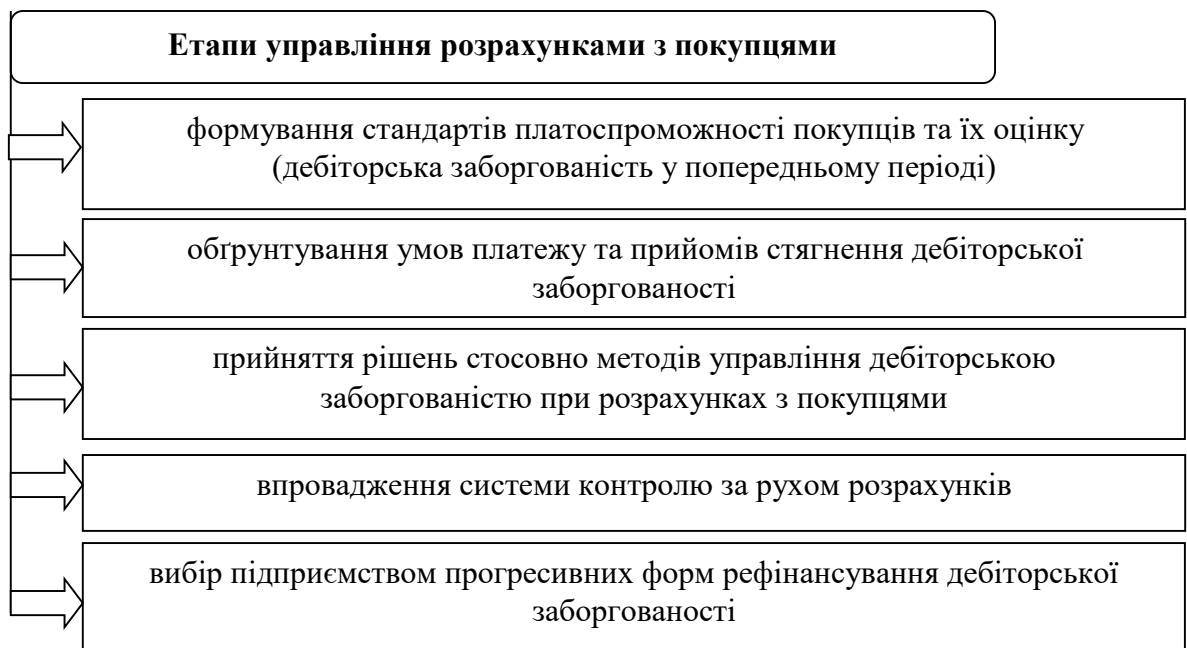 Етапи управління розрахунками з покупцями
формування стандартів платоспроможності покупців та їх оцінку
(дебіторська заборгованість у попередньому періоді)
обґрунтування умов платежу та прийомів стягнення дебіторської
заборгованості
прийняття рішень стосовно методів управління дебіторською
заборгованістю при розрахунках з покупцями
впровадження системи контролю за рухом розрахунків
вибір підприємством прогресивних форм рефінансування дебіторської
заборгованості